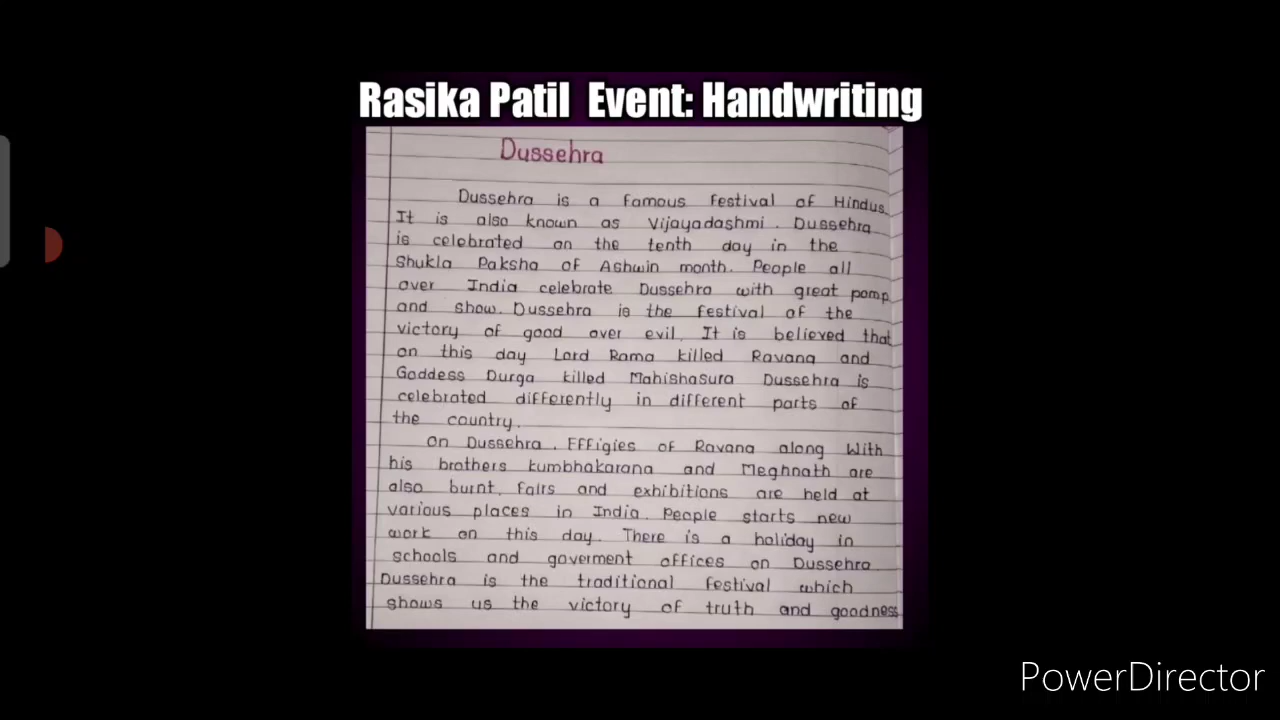 Rasika Patil Event: Handwriting
Dussehra
Dussehra is a famous festival of Hindus.
It is also known as Vijayadashmi. Dussehra
is celebrated on the tenth day in the
Shukla Paksha of Ashwin month. People all
over India celebrate Dussehra with great pomp
and show. Dussehra is the festival of the
victory of good over evil. It is believed that
on this day Lord Rama killed Ravana and
Goddess Durga killed Mahishasura Dussehra is
celebrated differently in different parts of
the country.
On Dussehra. Effigies of Ravana along With
his brothers kumbhakarana and Meghnath are
also burnt. fairs and exhibitions are held at
various places in India. People starts new
work on this day. There is a holiday in
schools and goverment offices on Dussehra
Dussehra is the traditional festival which
shows us the victory of truth and goodness
PowerDirector